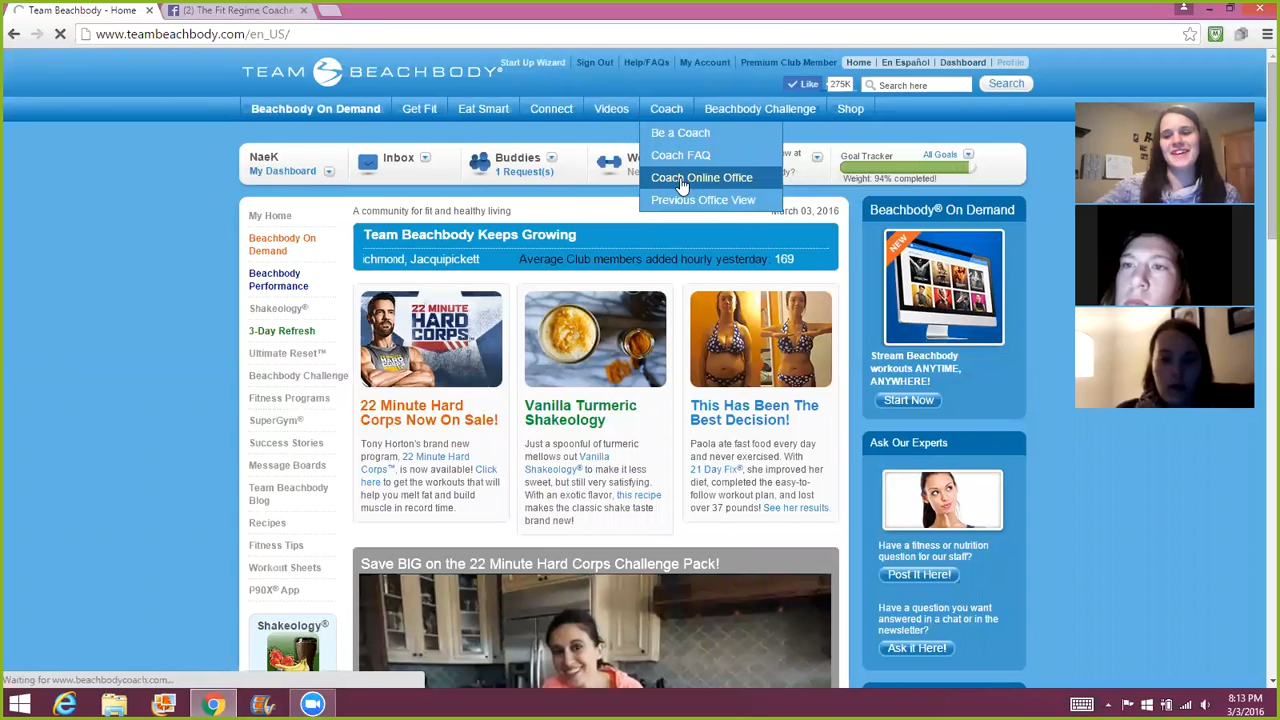 Team Beachbody - Home
(2) The Fit Regime Coache
www.teambeachbody.com/en_US/
TEAM BEACHBODY®
Start Up Wizard
Sign Out
Help/FAQs
My Account
Premium Club Member
Home
En Español
Dashboard
Profile
Like
275K
Search here
Search
Beachbody On Demand
Get Fit
Eat Smart
Connect
Videos
Coach
Beachbody Challenge
Shop
Be a Coach
Coach FAQ
Coach Online Office
Previous Office View
NaeK
My Dashboard
Inbox
Buddies
1 Request(s)
Goal Tracker
All Goals
Weight. 94% completed!
My Home
Beachbody On
Demand
Beachbody
Performance
Shakeology®
3-Day Refresh
Ultimate Reset™
Beachbody Challenge
Fitness Programs
SuperGym®
Success Stories
Message Boards
Team Beachbody
Blog
Recipes
Fitness Tips
Workout Sheets
P90X® App
Shakeology®
A community for fit and healthy living
March 03, 2016
Team Beachbody Keeps Growing
ichmond, Jacquipickett
Average Club members added hourly yesterday. 169
22 MINUTE
HARD
CORPS
22 Minute Hard
Corps Now On Sale!
Tony Horton's brand new
program, 22 Minute Hard
Corps™, is now available! Click
here to get the workouts that will
help you melt fat and build
muscle in record time.
Vanilla Turmeric
Shakeology
Just a spoonful of turmeric
mellows out Vanilla
Shakeology® to make it less
sweet, but still very satisfying.
With an exotic flavor, this recipe
makes the classic shake taste
brand new!
This Has Been The
Best Decision!
Paola ate fast food every day
and never exercised. With
21 Day Fix®, she improved her
diet, completed the easy-to-
follow workout plan, and lost
over 37 pounds! See her results.
Save BIG on the 22 Minute Hard Corps Challenge Pack!
Beachbody® On Demand
NEW
Stream Beachbody
workouts ANYTIME,
ANYWHERE!
Start Now
Ask Our Experts
Have a fitness or nutrition
question for our staff?
Post It Here!
Have a question you want
answered in a chat or in the
newsletter?
Ask it Here!
Waiting for www.beachbodycoach.com...
8:13 PM
3/3/2016